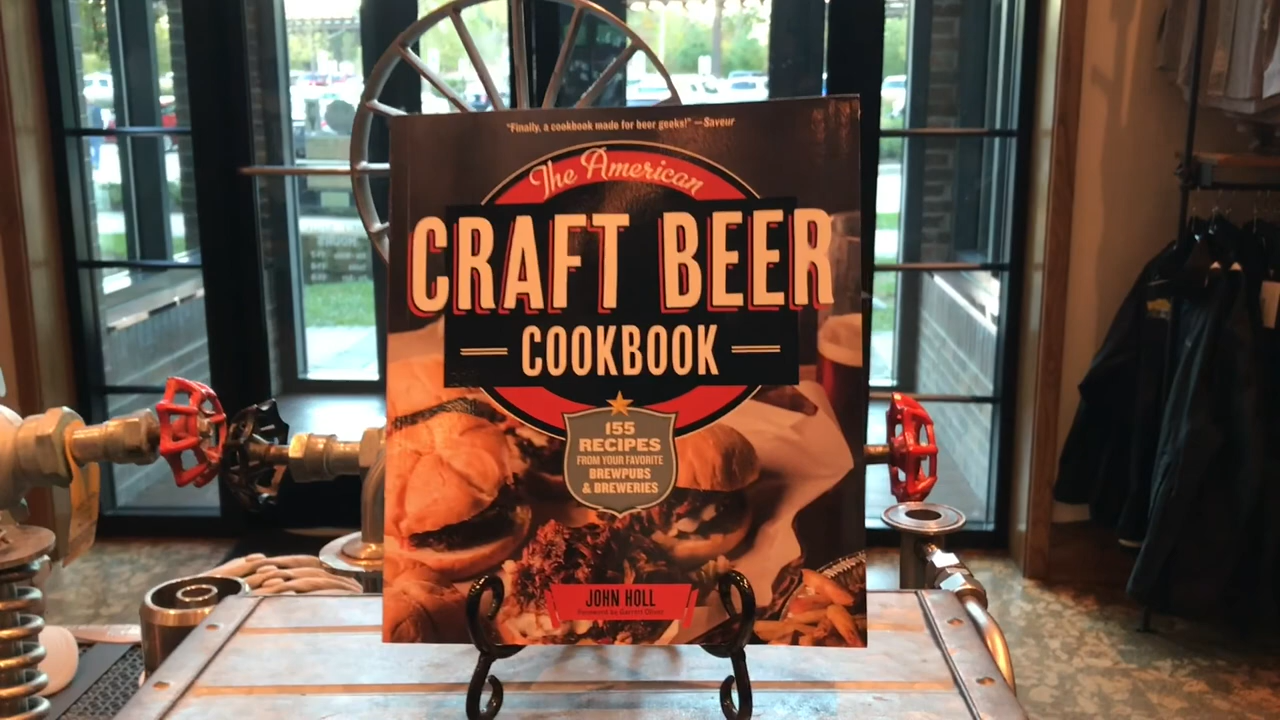 "Finally, a cookbook made for beer geeks!" —Saveur
The American
CRAFT BEER
COOKBOOK
155
RECIPES
FROM YOUR FAVORITE
BREWPUBS
& BREWERIES
JOHN HOLL
Foreword by Garrett Oliver